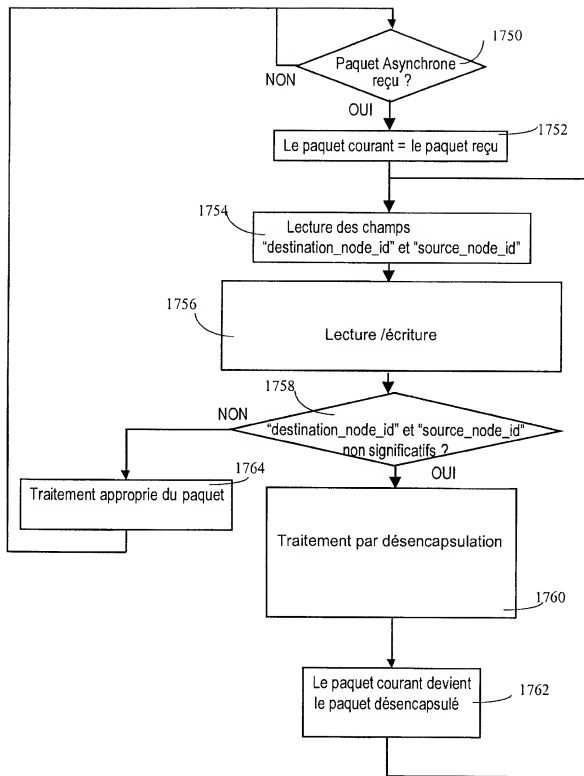 1750
Paquet Asynchrone
reçu ?
NON
OUI
1752
Le paquet courant = le paquet reçu
1754
Lecture des champs
“destination_node_id” et “source_node_id”
1756
Lecture /écriture
1758
NON
“destination_node_id” et “source_node_id”
non significatifs ?
OUI
1764
Traitement approprie du paquet
Traitement par désencapsulation
1760
Le paquet courant devient
le paquet désencapsulé
1762